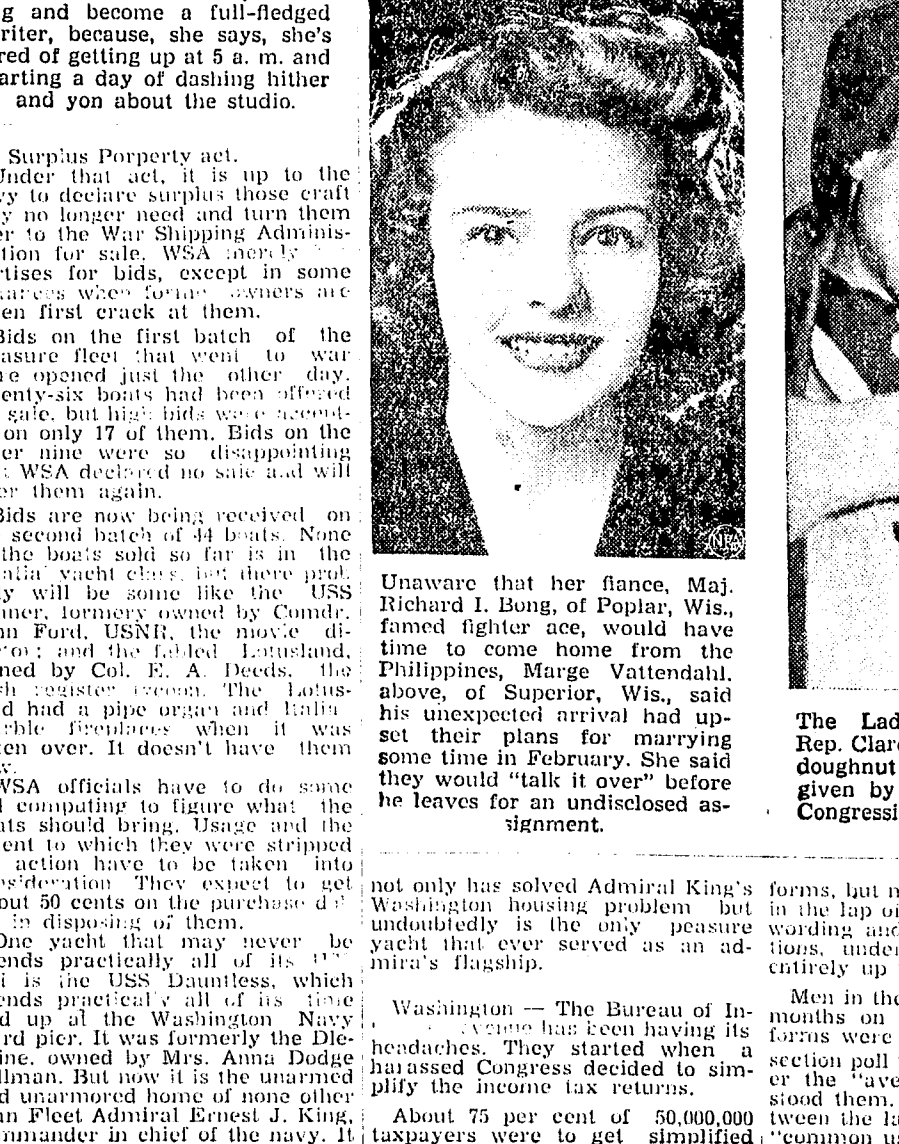 g and become a full-fledged
riter, because, she says, she's
red of getting up at 5 a. m. and
arting a day of dashing hither
and yon about the studio.
Surplus Porperty act.
Under that act, it is up to the
vy to declare surplus those craft
y no longer need and turn them
er to the War Shipping Adminis-
tion for sale. WSA merely
rtises for bids, except in some
when owners are
en first crack at them.
Bids on the first batch of the
asure fleet that went to war
re opened just the other day.
enty-six boats had been offered
sale, but high bids were accept-
on only 17 of them. Bids on the
er nine were so disappointing
t WSA declared no sale and will
er them again.
Bids are now being received on
second batch of 44 boats. None
the boats sold so far is in the
yacht class, but there prob-
y will be some like the USS
formery owned by Comdr.
n Ford, USNR, the movie di-
and the fabled Lotusland,
ned by Col. E. A. Deeds, the
register tycoon. The Lotus-
d had a pipe organ and Italia
rble fireplaces when it was
en over. It doesn't have them
w.
WSA officials have to do some
l computing to figure what the
ats should bring. Usage and the
ent to which they were stripped
action have to be taken into
nsideration They expect to get
out 50 cents on the purchase
in disposing of them.
One yacht that may never be
ends practically all of its
i is the USS Dauntless, which
ends practically all of its time
d up at the Washington Navy
rd pier. It was formerly the Dle-
ine, owned by Mrs. Anna Dodge
llman. But now it is the unarmed
d unarmored home of none other
an Fleet Admiral Ernest J. King,
mmander in chief of the navy. It
NEA
Unaware that her fiance, Maj.
Richard I. Bong, of Poplar, Wis.,
famed fighter ace, would have
time to come home from the
Philippines, Marge Vattendahl.
above, of Superior, Wis., said
his unexpected arrival had up-
set their plans for marrying
some time in February. She said
they would "talk it over" before
he leaves for an undisclosed as-
signment.
not only has solved Admiral King's
Washington housing problem but
undoubtedly is the only peasure
yacht that ever served as an ad-
mira's flagship.
Washington — The Bureau of In-
has been having its
headaches. They started when a
harassed Congress decided to sim-
plify the income tax returns.
About 75 per cent of 50,000,000
taxpayers were to get simplified
The Lad
Rep. Clare
doughnut
given by
Congressi
forms, but n
in the lap of
wording and
tions, under
entirely up
Men in the
months on
forms were
section poll
er the "ave
stood them.
tween the la
"common un